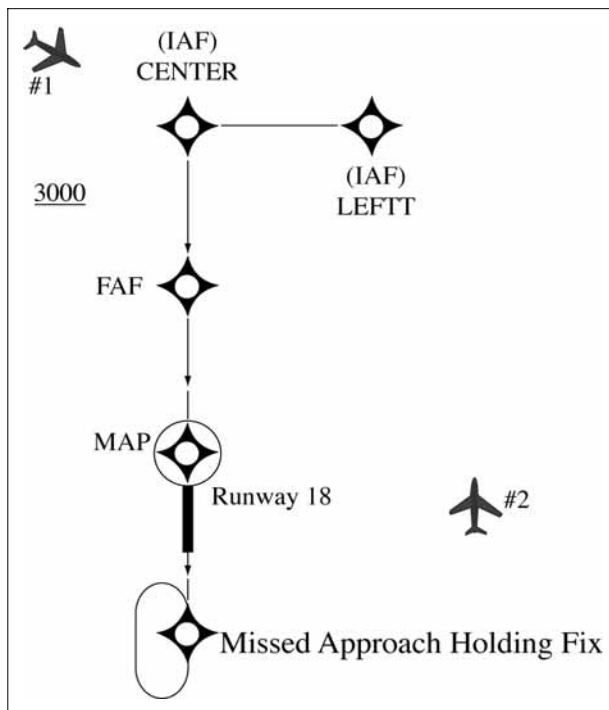 (IAF)
CENTER
#1
(IAF)
LEFTT
3000
FAF
MAP
Runway 18
#2
Missed Approach Holding Fix